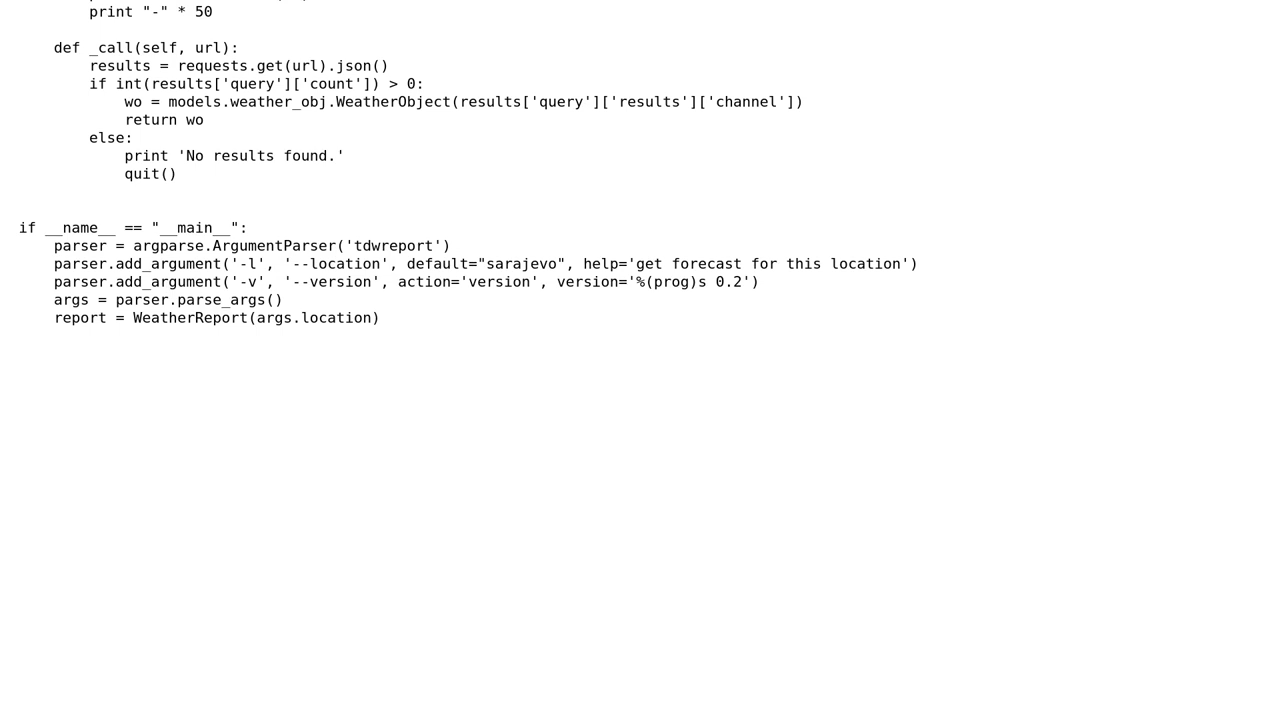 print "-" * 50
def _call(self, url):
results = requests.get(url).json()
if int(results['query']['count']) > 0:
wo = models.weather_obj.WeatherObject(results['query']['results']['channel'])
return wo
else:
print 'No results found.'
quit()
if __name__ == "__main__":
parser = argparse.ArgumentParser('tdwreport')
parser.add_argument('-l', '--location', default="sarajevo", help='get forecast for this location')
parser.add_argument('-v', '--version', action='version', version='%(prog)s 0.2')
args = parser.parse_args()
report = WeatherReport(args.location)